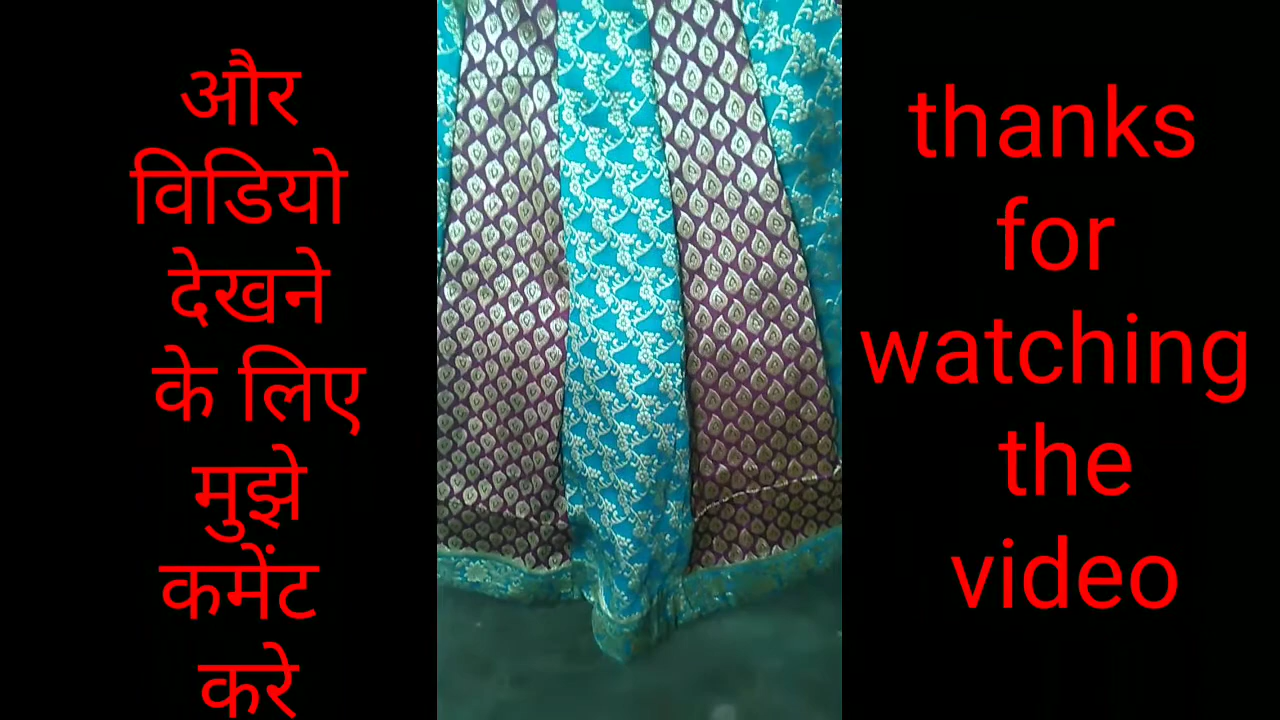 और
विडियो
देखने
के लिए
मुझे
कमेंट
करे
thanks
for
watching
the
video